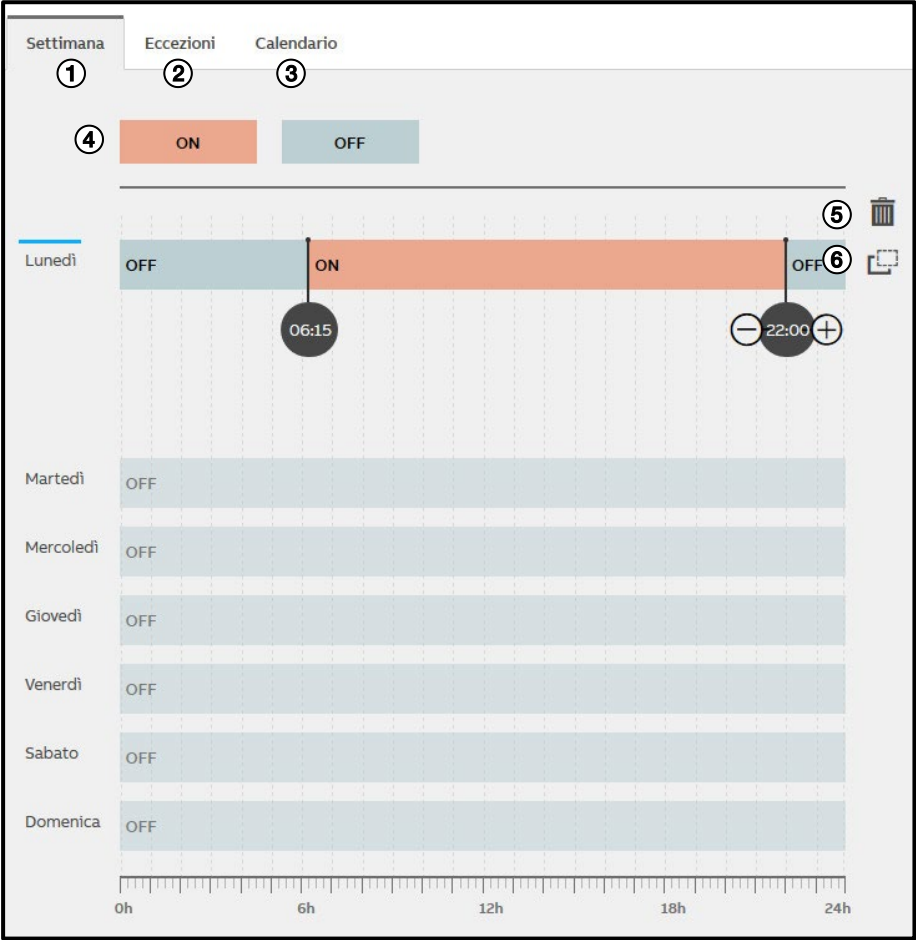 Settimana Eccezioni Calendario
① ② ③
④ ON OFF
⑤
Lunedì OFF ON OFF ⑥
06:15 22:00
Martedì OFF
Mercoledì OFF
Giovedì OFF
Venerdì OFF
Sabato OFF
Domenica OFF
0h 6h 12h 18h 24h